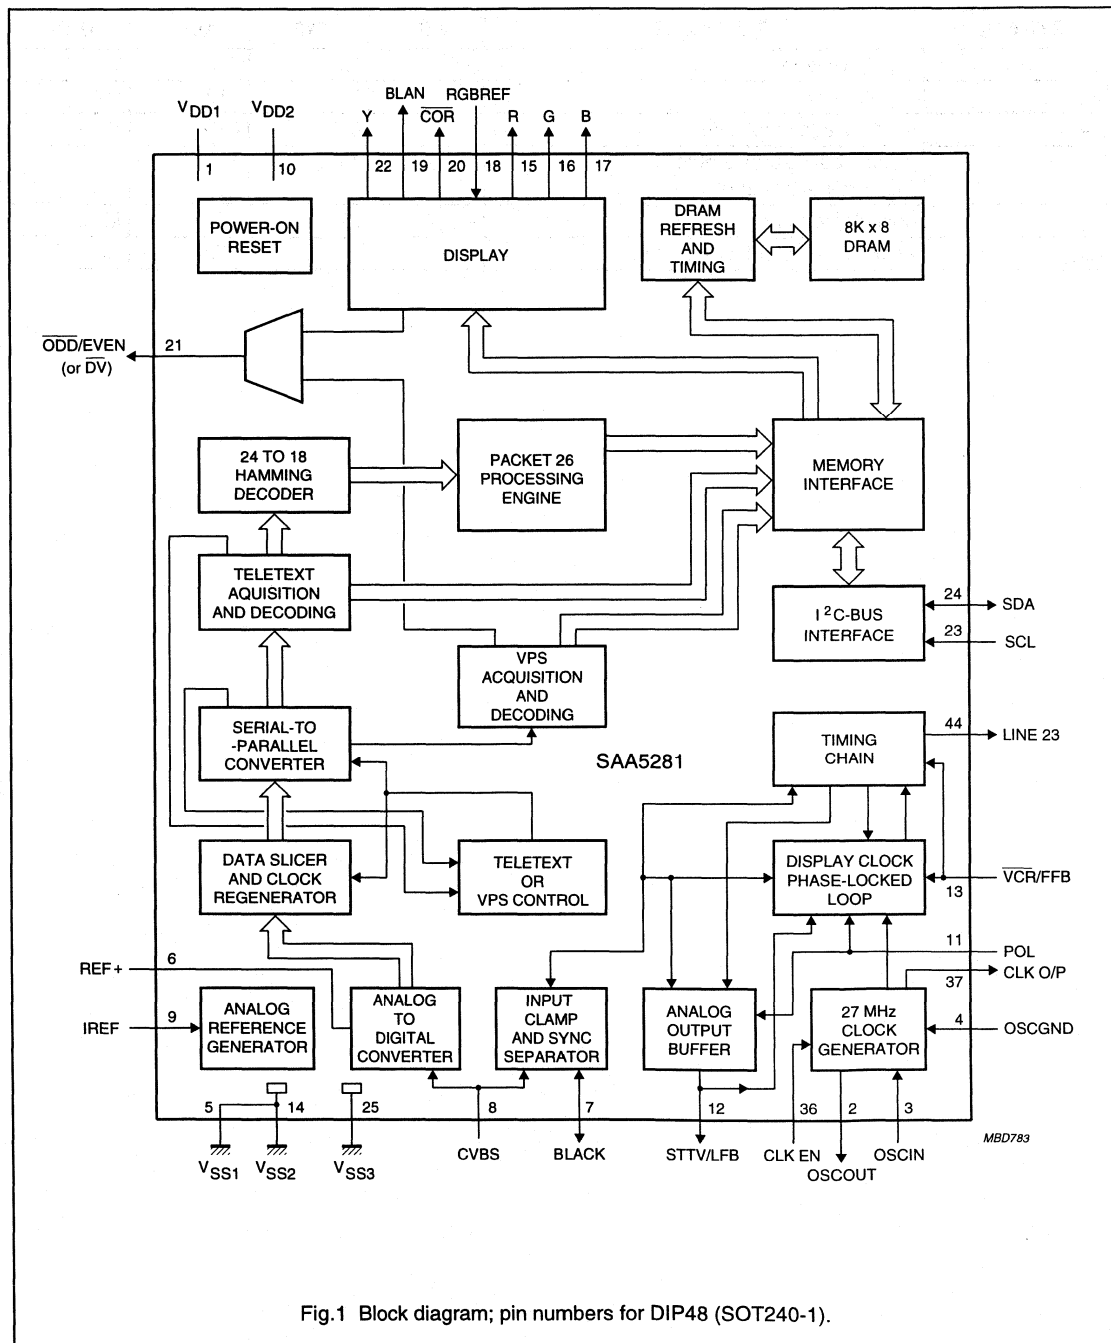 BLAN RGBREF
V DD1 V DD2 Y COR R G B
1 10 22 19 20 18 15 16 17
POWER-ON
RESET
DISPLAY
DRAM
REFRESH
AND
TIMING
8K x 8
DRAM
ODD/EVEN
(or DV)
21
24 TO 18
HAMMING
DECODER
PACKET 26
PROCESSING
ENGINE
MEMORY
INTERFACE
TELETEXT
AQUISITION
AND DECODING
I²C-BUS
INTERFACE
24 SDA
23 SCL
VPS
ACQUISITION
AND
DECODING
SERIAL-TO
-PARALLEL
CONVERTER
SAA5281
TIMING
CHAIN
44 LINE 23
DATA SLICER
AND CLOCK
REGENERATOR
TELETEXT
OR
VPS CONTROL
DISPLAY CLOCK
PHASE-LOCKED
LOOP
VCR/FFB
13
11 POL
CLK O/P
37
REF+ 6
IREF 9
ANALOG
REFERENCE
GENERATOR
ANALOG
TO
DIGITAL
CONVERTER
INPUT
CLAMP
AND SYNC
SEPARATOR
ANALOG
OUTPUT
BUFFER
27 MHz
CLOCK
GENERATOR
4 OSCGND
5 14 25 8 7 12 36 2 3
V SS1 V SS2 V SS3 CVBS BLACK STTV/LFB CLK EN OSCOUT OSCIN
MBD783
Fig.1 Block diagram; pin numbers for DIP48 (SOT240-1).